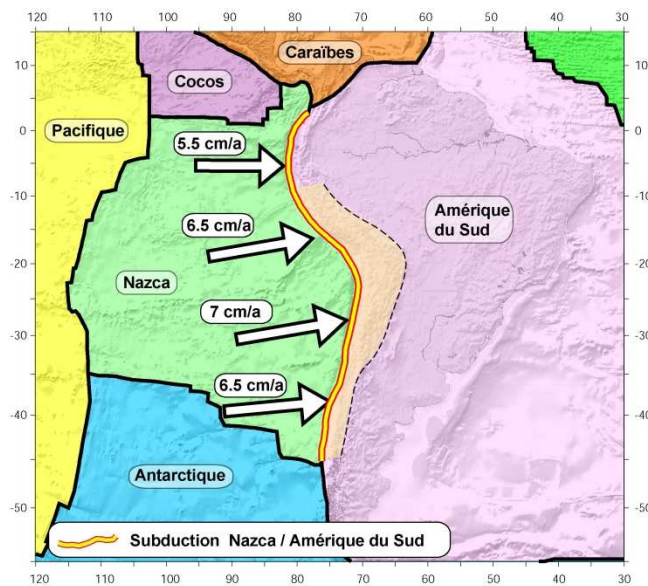 120 110 100 90 80 70 60 50 40 30
10 10
Caraïbes
Cocos
Pacifique
0 0
5.5 cm/a
-10 -10
6.5 cm/a
Amérique
du Sud
-20 -20
Nazca
7 cm/a
-30 -30
6.5 cm/a
-40 -40
Antarctique
-50 -50
Subduction Nazca / Amérique du Sud
120 110 100 90 80 70 60 50 40 30